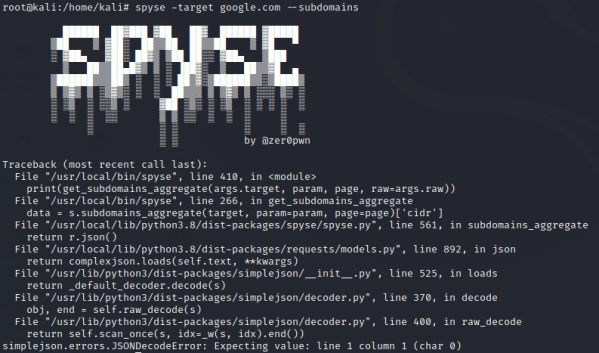 root@kali:/home/kali# spyse -target google.com --subdomains
SPYSE
by @zer0pwn
Traceback (most recent call last):
  File "/usr/local/bin/spyse", line 410, in <module>
    print(get_subdomains_aggregate(args.target, param, page, raw=args.raw))
  File "/usr/local/bin/spyse", line 266, in get_subdomains_aggregate
    data = s.subdomains_aggregate(target, param=param, page=page)['cidr']
  File "/usr/local/lib/python3.8/dist-packages/spyse/spyse.py", line 561, in subdomains_aggregate
    return r.json()
  File "/usr/local/lib/python3.8/dist-packages/requests/models.py", line 892, in json
    return complexjson.loads(self.text, **kwargs)
  File "/usr/lib/python3/dist-packages/simplejson/__init__.py", line 525, in loads
    return _default_decoder.decode(s)
  File "/usr/lib/python3/dist-packages/simplejson/decoder.py", line 370, in decode
    obj, end = self.raw_decode(s)
  File "/usr/lib/python3/dist-packages/simplejson/decoder.py", line 400, in raw_decode
    return self.scan_once(s, idx=_w(s, idx).end())
simplejson.errors.JSONDecodeError: Expecting value: line 1 column 1 (char 0)